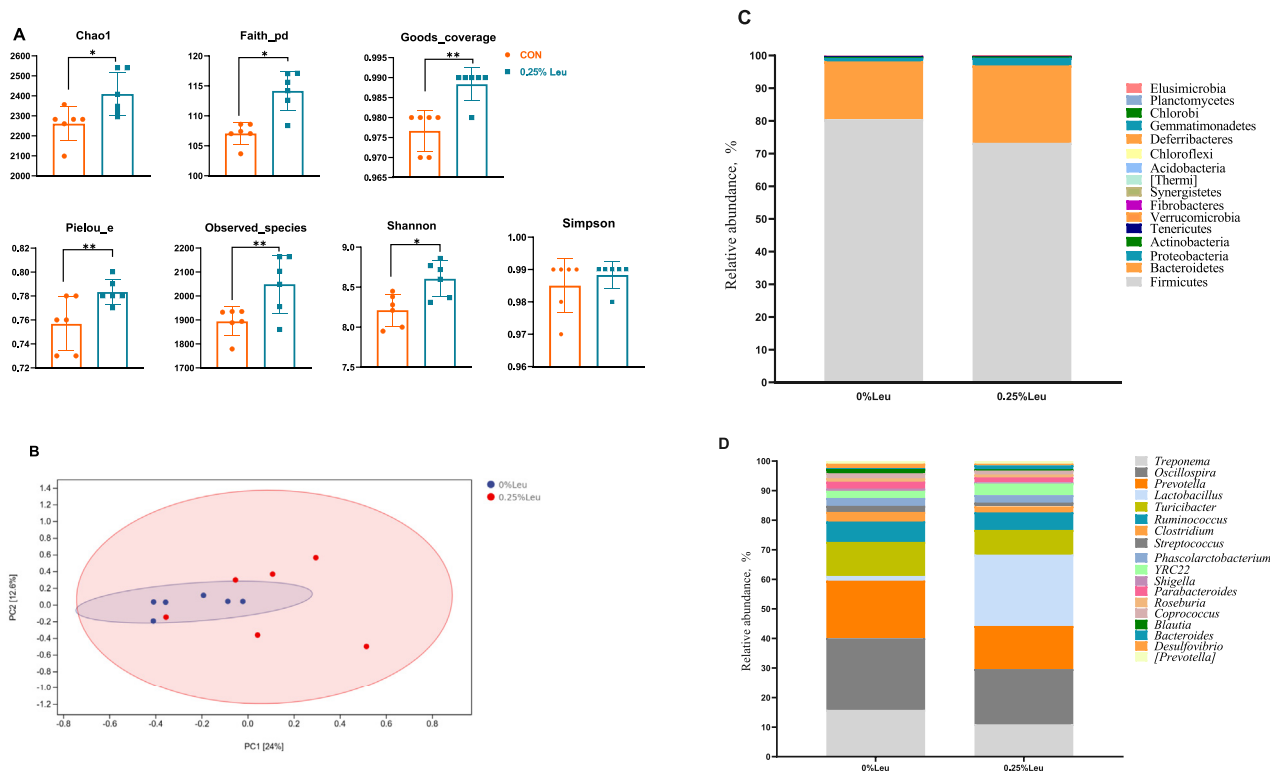 A
Chao1
2600
2500
2400
2300
2200
2100
2000
*
Faith_pd
120
115
110
105
100
*
Goods_coverage
0.995
0.990
0.985
0.980
0.975
0.970
0.965
**
CON
0.25% Leu
Pielou_e
0.82
0.80
0.78
0.76
0.74
0.72
**
Observed_species
2200
2100
2000
1900
1800
1700
**
Shannon
9.0
8.5
8.0
7.5
*
Simpson
1.00
0.99
0.98
0.97
0.96
B
1.4
1.2
1.0
0.8
0.6
0.4
0.2
0.0
-0.2
-0.4
-0.6
-0.8
-1.0
-1.2
PC2 [12.6%]
-0.8
-0.6
-0.4
-0.2
0.0
0.2
0.4
0.6
0.8
PC1 [24%]
0%Leu
0.25%Leu
C
100
90
80
70
60
50
40
30
20
10
0
Relative abundance, %
0%Leu
0.25%Leu
Elusimicrobia
Planctomycetes
Chlorobi
Gemmatimonadetes
Deferribacteres
Chloroflexi
Acidobacteria
[Thermi]
Synergistetes
Fibrobacteres
Verrucomicrobia
Tenericutes
Actinobacteria
Proteobacteria
Bacteroidetes
Firmicutes
D
100
90
80
70
60
50
40
30
20
10
0
Relative abundance, %
0%Leu
0.25%Leu
Treponema
Oscillospira
Prevotella
Lactobacillus
Turicibacter
Ruminococcus
Clostridium
Streptococcus
Phascolarctobacterium
YRC22
Shigella
Parabacteroides
Roseburia
Coprococcus
Blautia
Bacteroides
Desulfovibrio
[Prevotella]